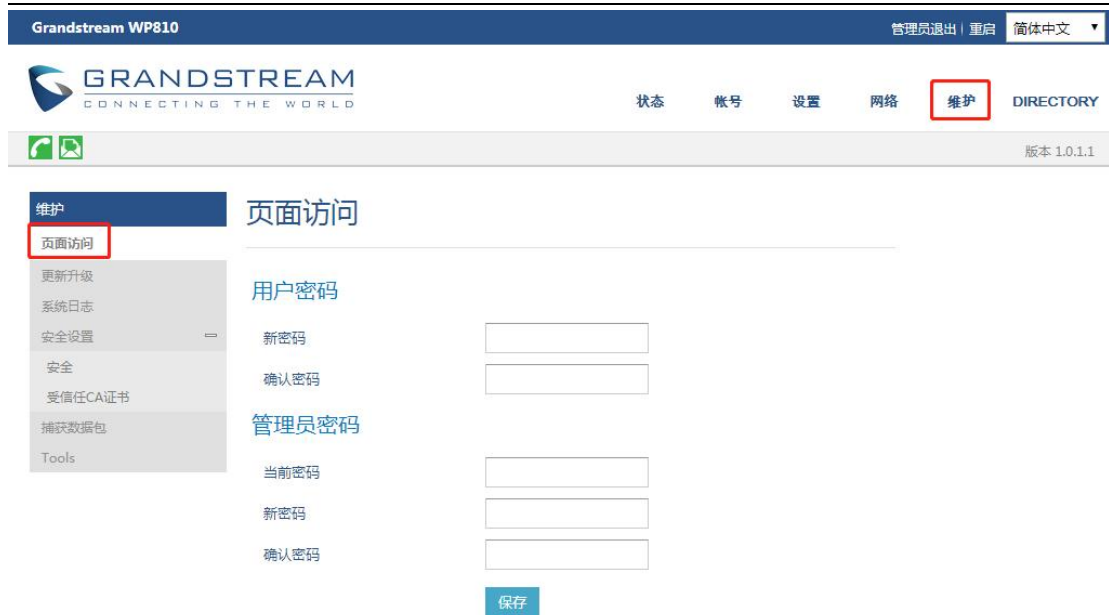 Grandstream WP810
管理员退出 | 重启 简体中文
GRANDSTREAM
CONNECTING THE WORLD
状态 帐号 设置 网络 维护 DIRECTORY
版本 1.0.1.1
维护
页面访问
更新升级
系统日志
安全设置
安全
受信任CA证书
捕获数据包
Tools
页面访问
用户密码
新密码
确认密码
管理员密码
当前密码
新密码
确认密码
保存